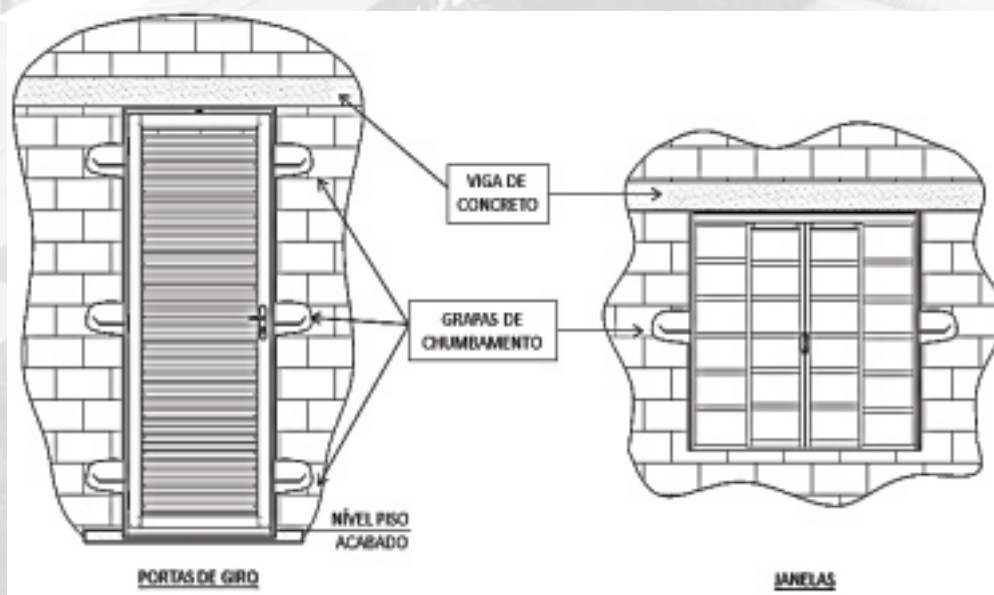 VIGA DE
CONCRETO
GRAPAS DE
CHUMBAMENTO
NÍVEL PISO
ACABADO
PORTAS DE GIRO
JANELAS